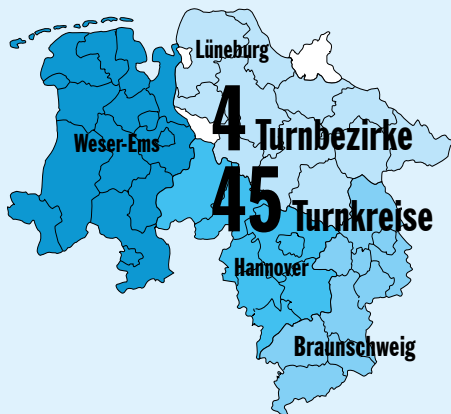 Lüneburg
4 Turnbezirke
Weser-Ems
45 Turnkreise
Hannover
Braunschweig